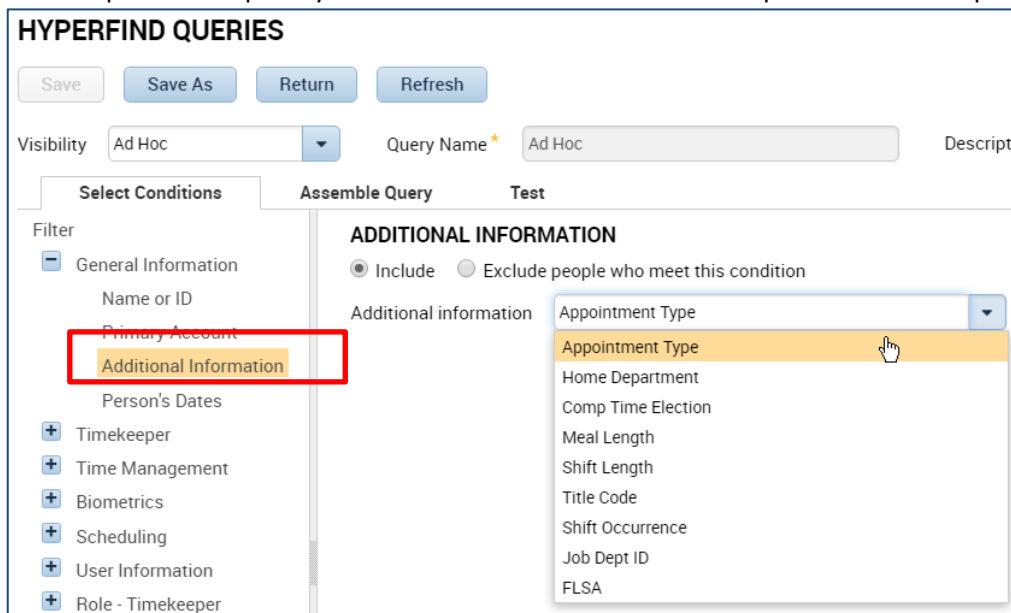 HYPERFIND QUERIES
Save Save As Return Refresh
Visibility Ad Hoc Query Name * Ad Hoc Descript
Select Conditions Assemble Query Test
Filter
General Information
Name or ID
Primary Account
Additional Information
Person's Dates
Timekeeper
Time Management
Biometrics
Scheduling
User Information
Role - Timekeeper
ADDITIONAL INFORMATION
Include Exclude people who meet this condition
Additional information Appointment Type
Appointment Type
Home Department
Comp Time Election
Meal Length
Shift Length
Title Code
Shift Occurrence
Job Dept ID
FLSA